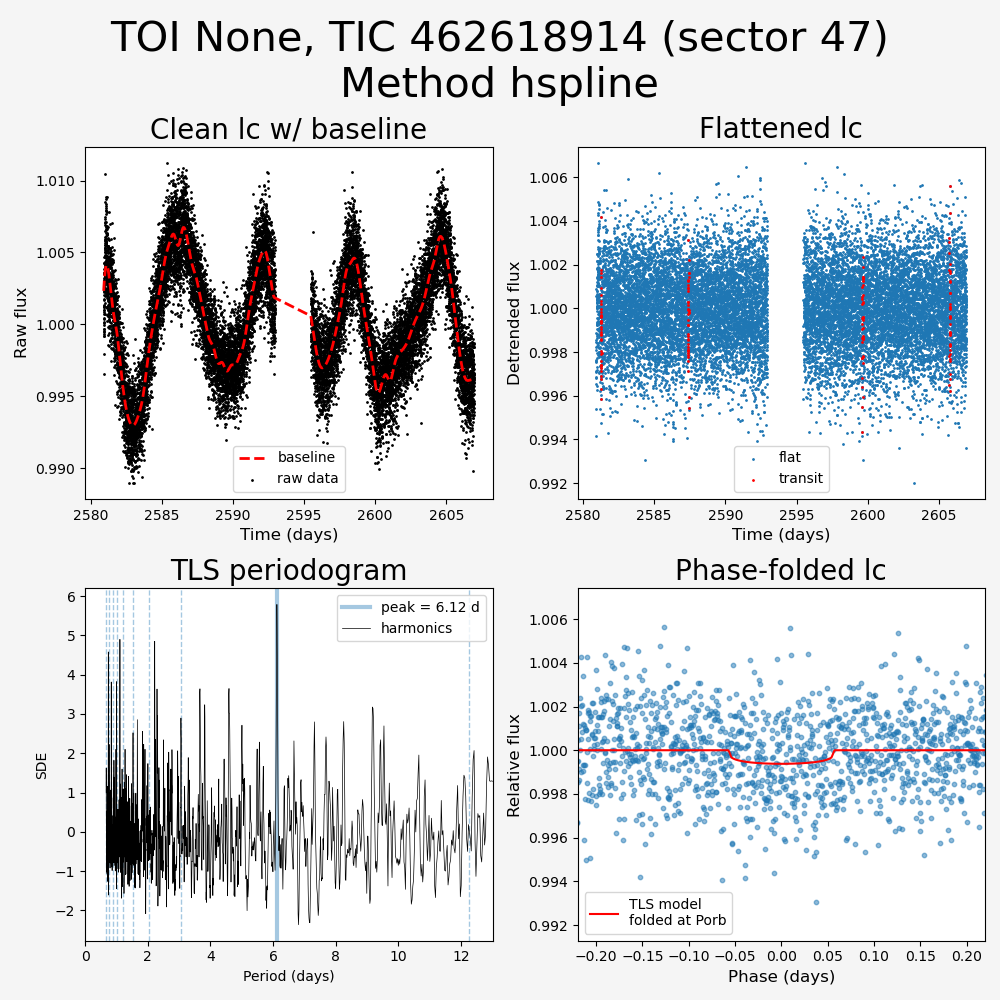 TOI None, TIC 462618914 (sector 47)
Method hspline
Clean lc w/ baseline
Raw flux
1.010
1.005
1.000
0.995
0.990
baseline
raw data
2580
2585
2590
2595
2600
2605
Time (days)
Flattened lc
Detrended flux
1.006
1.004
1.002
1.000
0.998
0.996
0.994
0.992
flat
transit
2580
2585
2590
2595
2600
2605
Time (days)
TLS periodogram
SDE
6
5
4
3
2
1
0
−1
−2
peak = 6.12 d
harmonics
0
2
4
6
8
10
12
Period (days)
Phase-folded lc
Relative flux
1.006
1.004
1.002
1.000
0.998
0.996
0.994
0.992
TLS model
folded at Porb
−0.20
−0.15
−0.10
−0.05
0.00
0.05
0.10
0.15
0.20
Phase (days)